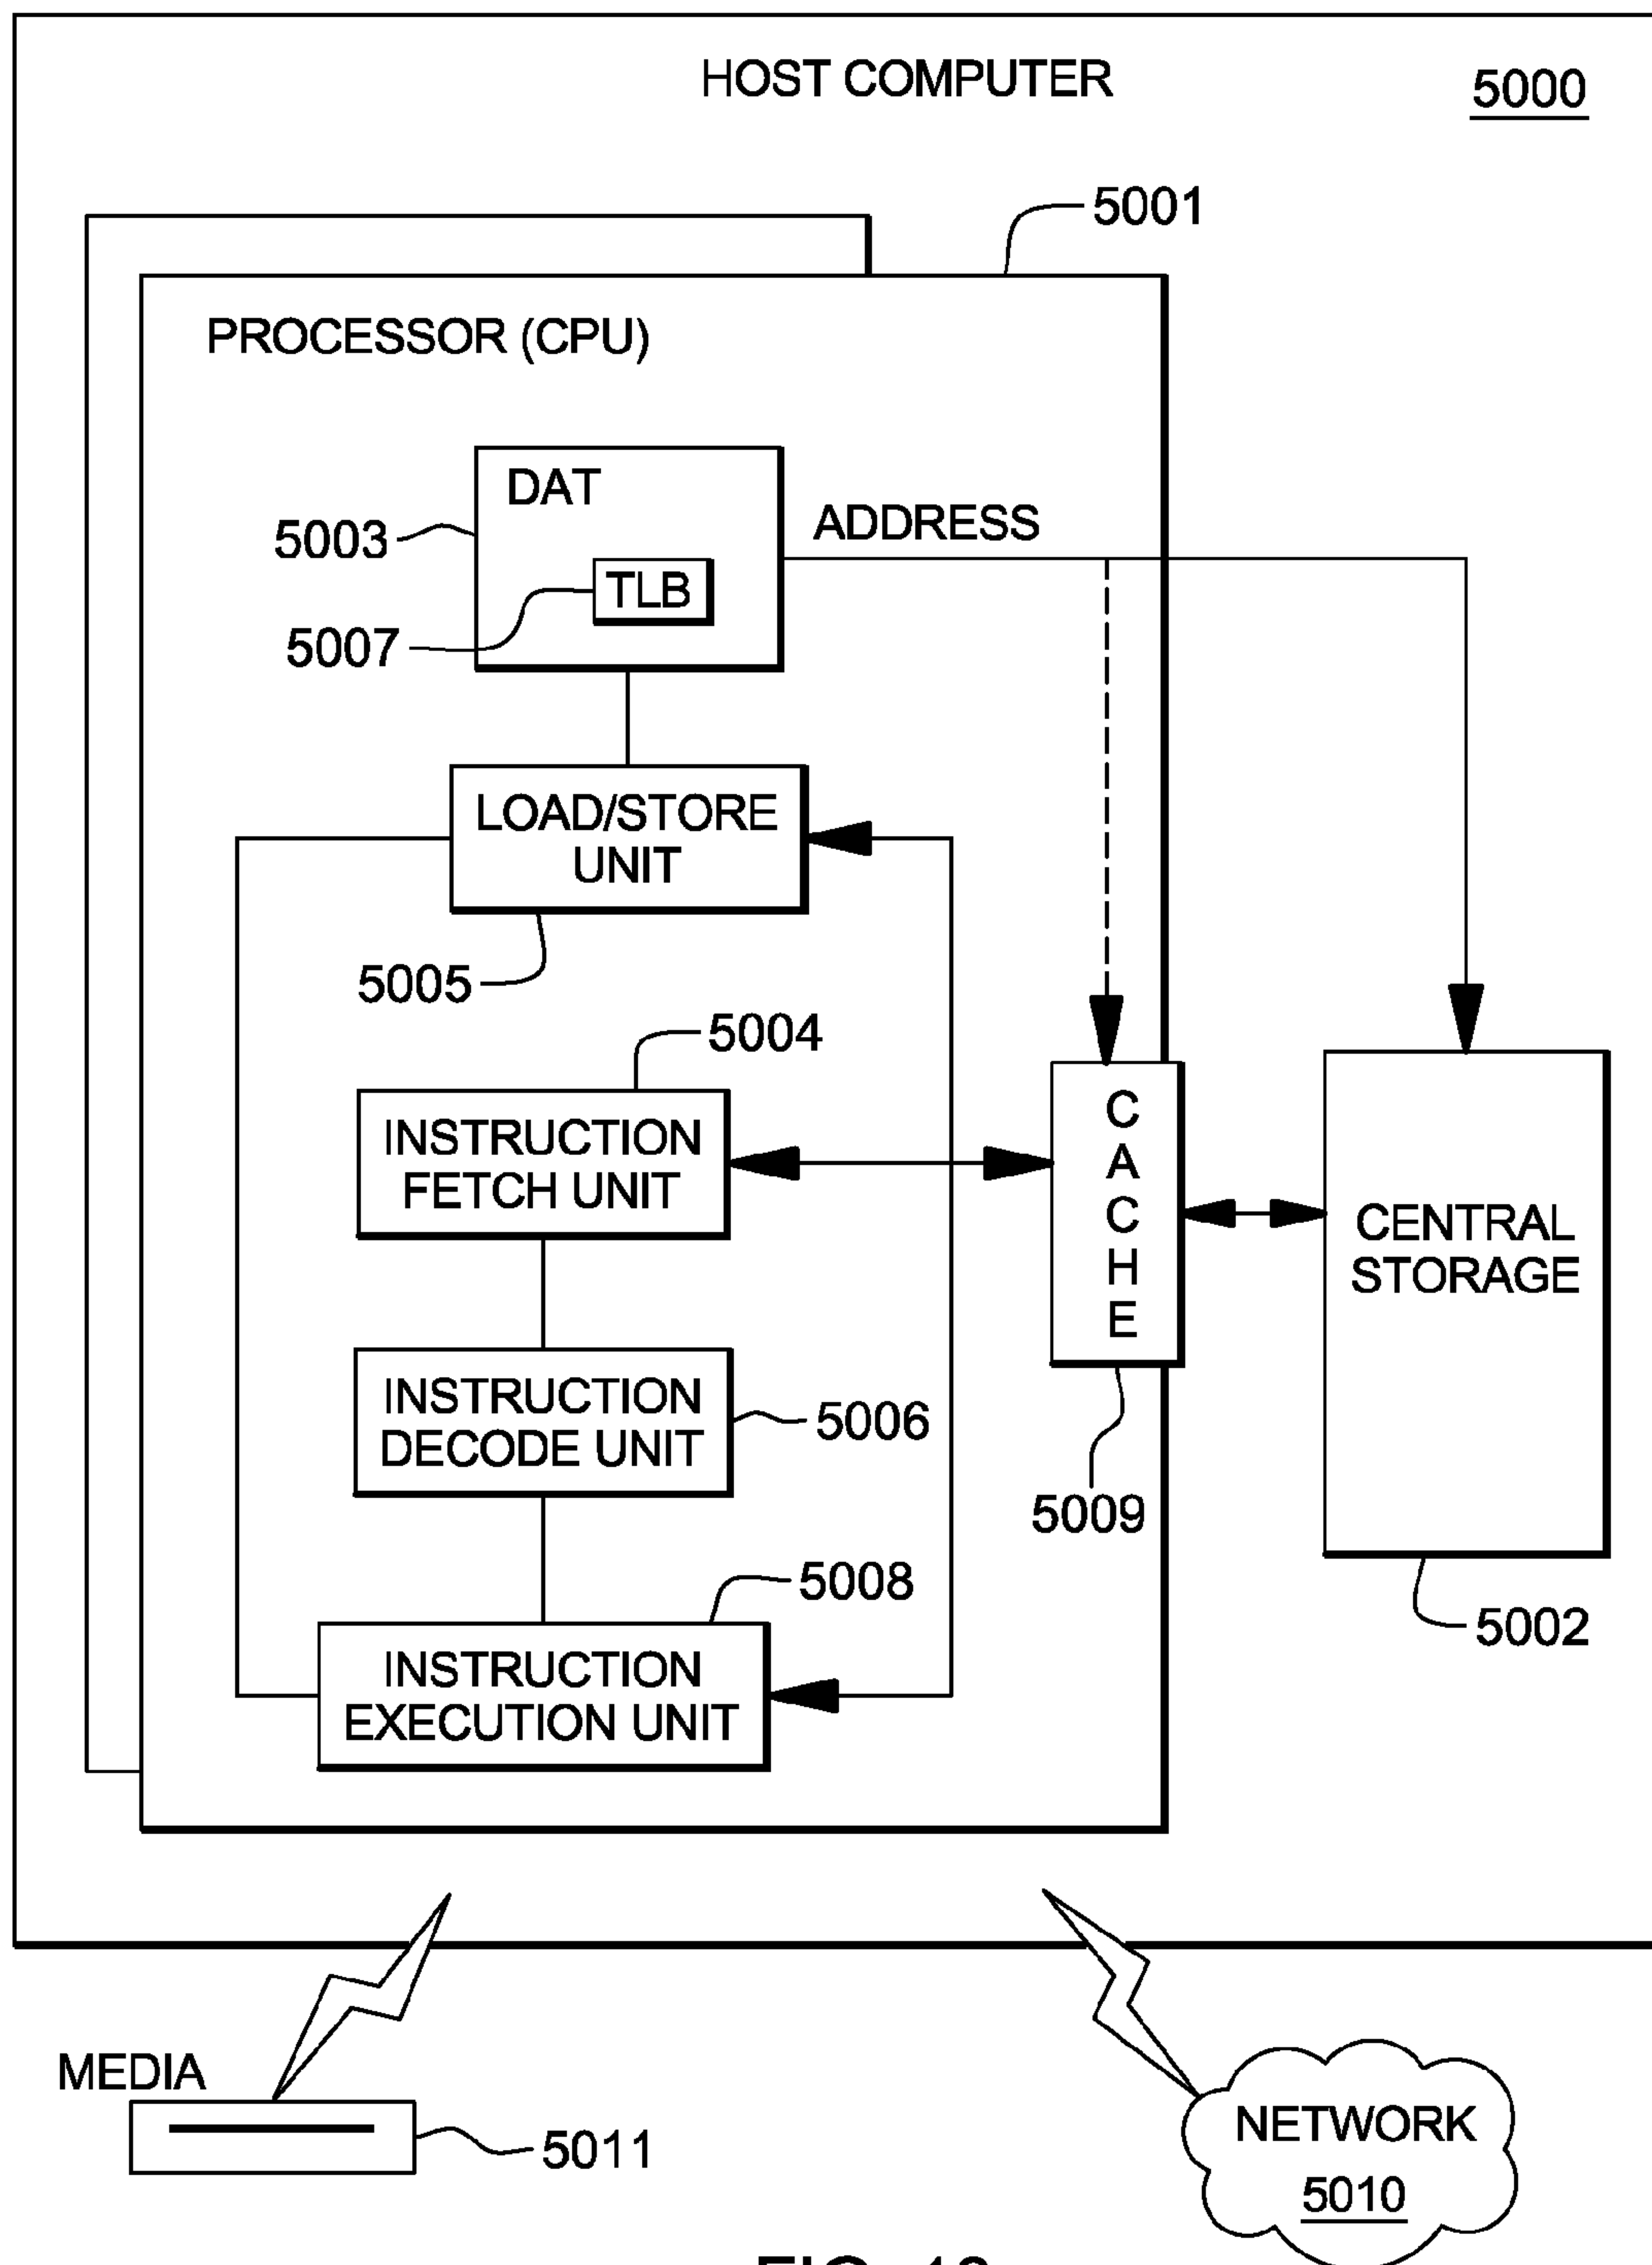 HOST COMPUTER
5000
5001
PROCESSOR (CPU)
DAT
ADDRESS
5003
TLB
5007
LOAD/STORE
UNIT
5005
5004
INSTRUCTION
FETCH UNIT
CACHE
CENTRAL
STORAGE
INSTRUCTION
DECODE UNIT
5006
5009
5008
5002
INSTRUCTION
EXECUTION UNIT
MEDIA
5011
NETWORK
5010